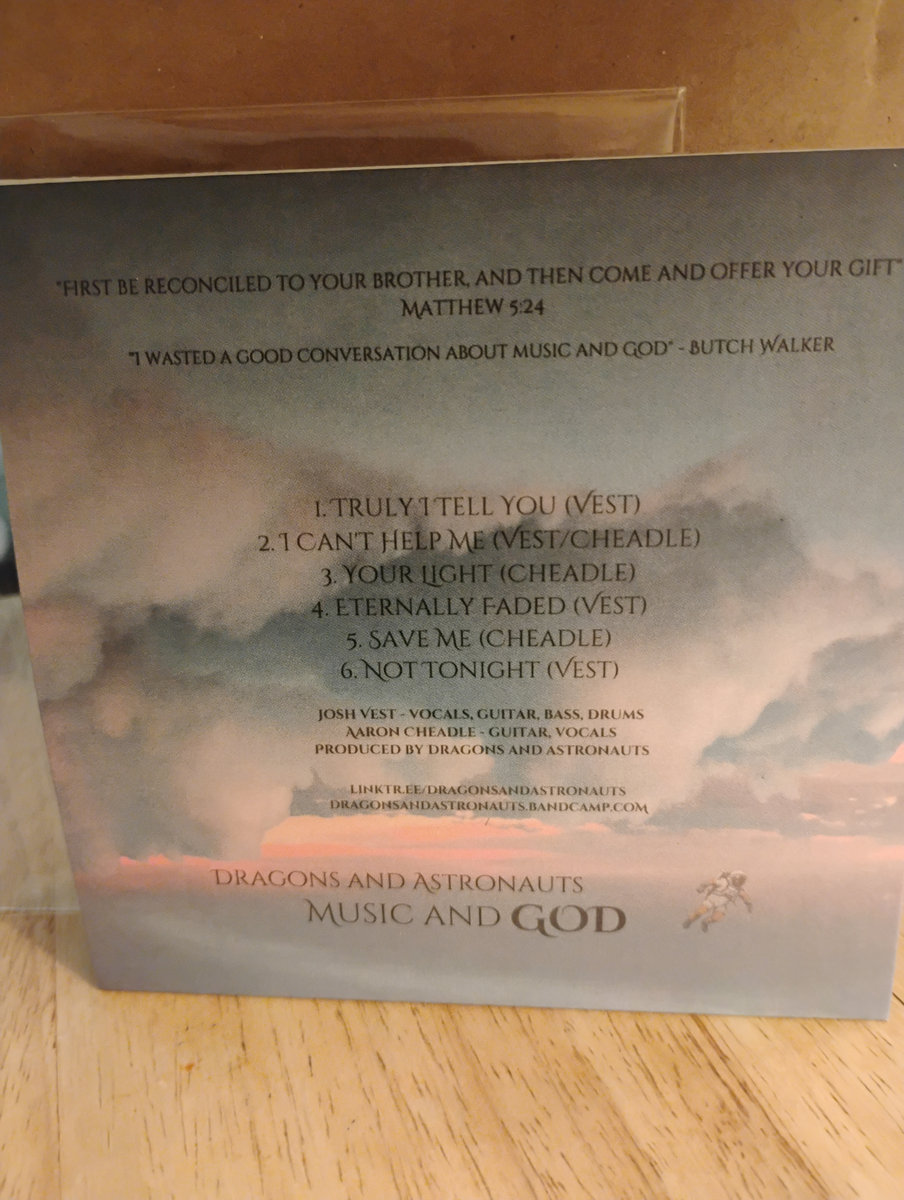 "FIRST BE RECONCILED TO YOUR BROTHER, AND THEN COME AND OFFER YOUR GIFT"
MATTHEW 5:24
"I WASTED A GOOD CONVERSATION ABOUT MUSIC AND GOD" - BUTCH WALKER
1. TRULY I TELL YOU (VEST)
2. I CAN'T HELP ME (VEST/CHEADLE)
3. YOUR LIGHT (CHEADLE)
4. ETERNALLY FADED (VEST)
5. SAVE ME (CHEADLE)
6. NOT TONIGHT (VEST)
JOSH VEST - VOCALS, GUITAR, BASS, DRUMS
AARON CHEADLE - GUITAR, VOCALS
PRODUCED BY DRAGONS AND ASTRONAUTS
LINKTR.EE/DRAGONSANDASTRONAUTS
DRAGONSANDASTRONAUTS.BANDCAMP.COM
DRAGONS AND ASTRONAUTS
MUSIC AND GOD